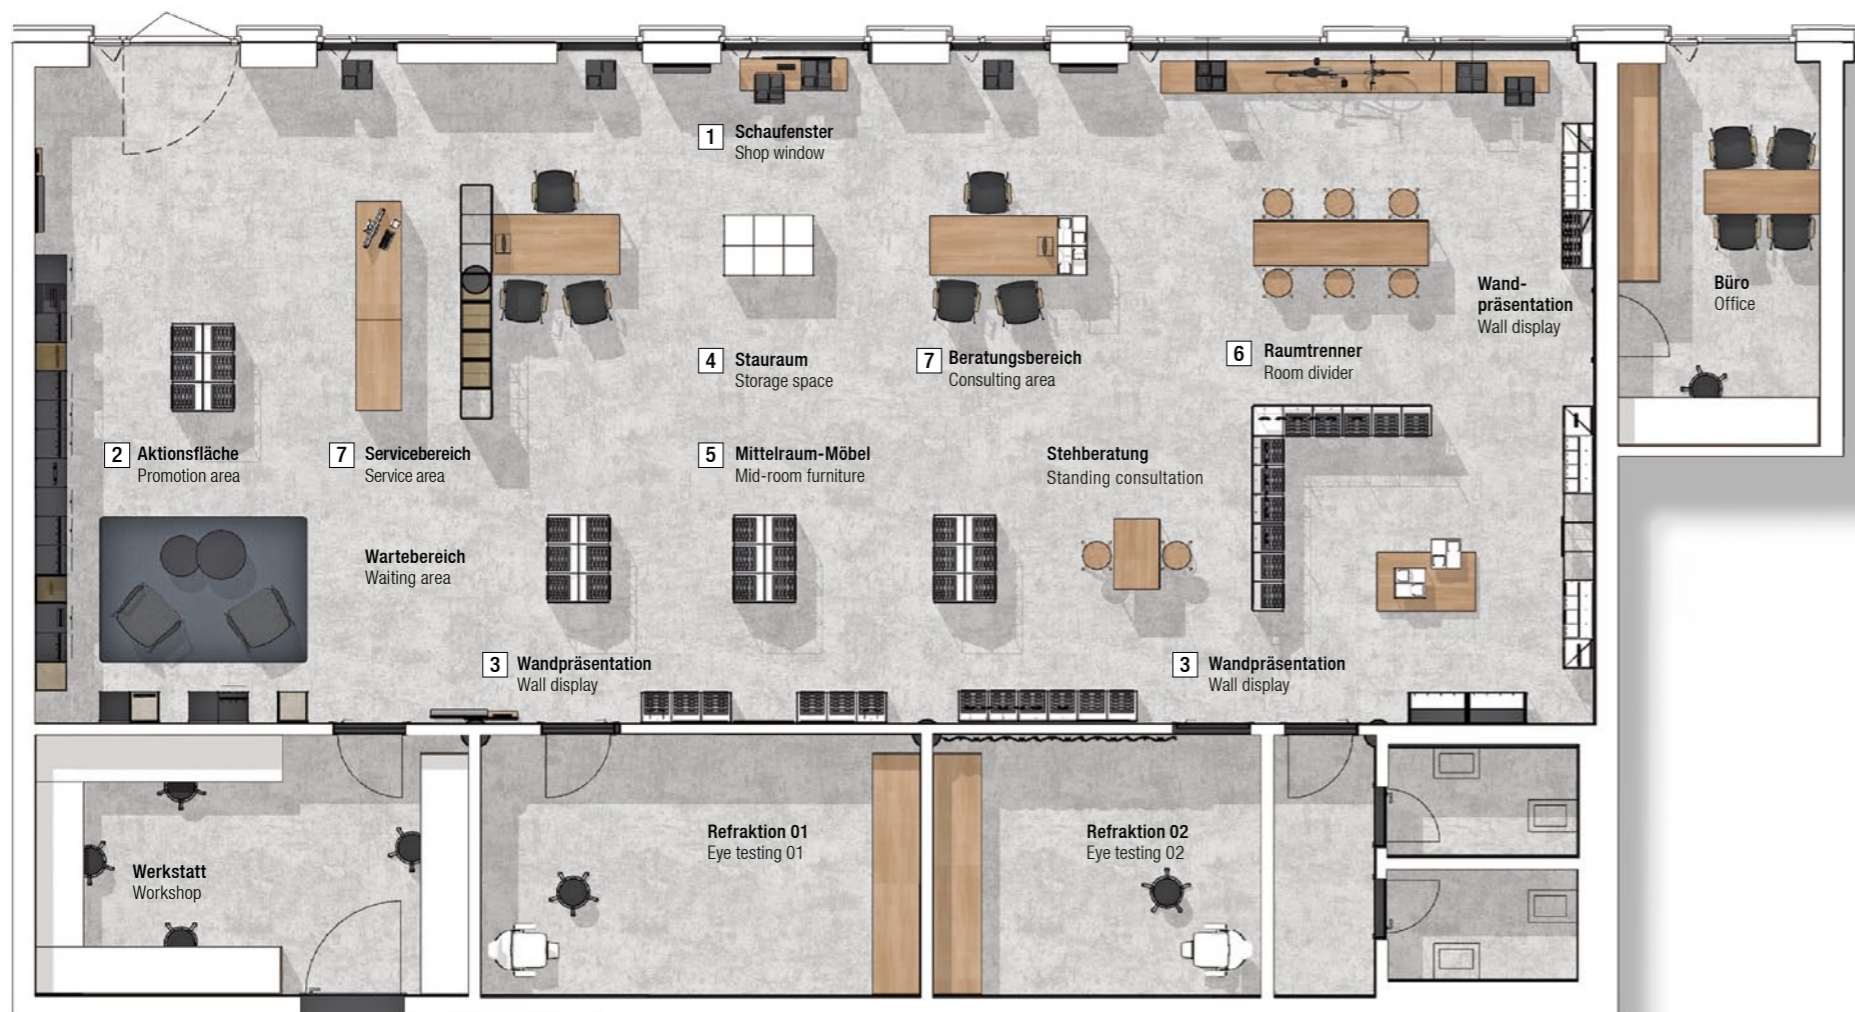 1 Schaufenster
Shop window
Wand-
präsentation
Wall display
Büro
Office
4 Stauraum
Storage space
7 Beratungsbereich
Consulting area
6 Raumtrenner
Room divider
2 Aktionsfläche
Promotion area
7 Servicebereich
Service area
5 Mittelraum-Möbel
Mid-room furniture
Stehberatung
Standing consultation
Wartebereich
Waiting area
3 Wandpräsentation
Wall display
3 Wandpräsentation
Wall display
Werkstatt
Workshop
Refraktion 01
Eye testing 01
Refraktion 02
Eye testing 02